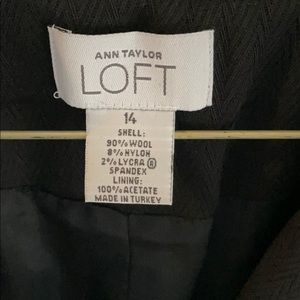 ANN TAYLOR
LOFT
14
SHELL:
90% WOOL
8% NYLON
2% LYCRA ®
SPANDEX
LINING:
100% ACETATE
MADE IN TURKEY